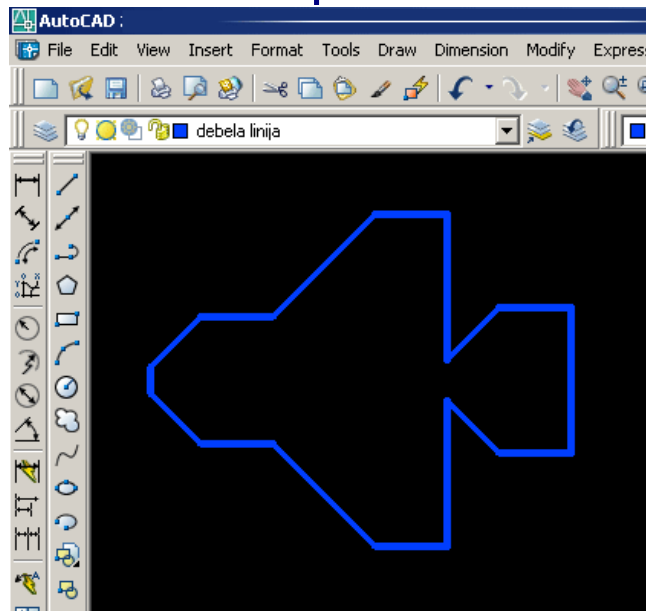 AutoCAD :
File Edit View Insert Format Tools Draw Dimension Modify Express
debela linija